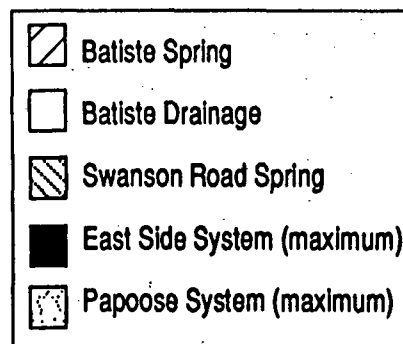 Batiste Spring
Batiste Drainage
Swanson Road Spring
East Side System (maximum)
Papoose System (maximum)